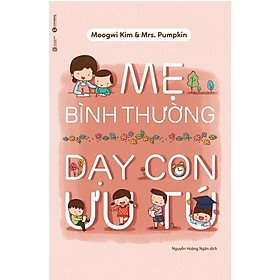 Moogwi Kim & Mrs. Pumpkin
MẸ
BÌNH THƯỜNG
DẠY CON
ƯU TÚ
Nguyễn Hoàng Ngân dịch